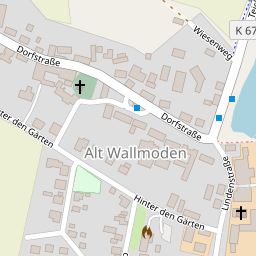 K 67
Wiesenweg
Dorfstraße
Dorfstraße
Hinter den Gärten
Alt Wallmoden
Lindenstraße
Hinter den Gärten